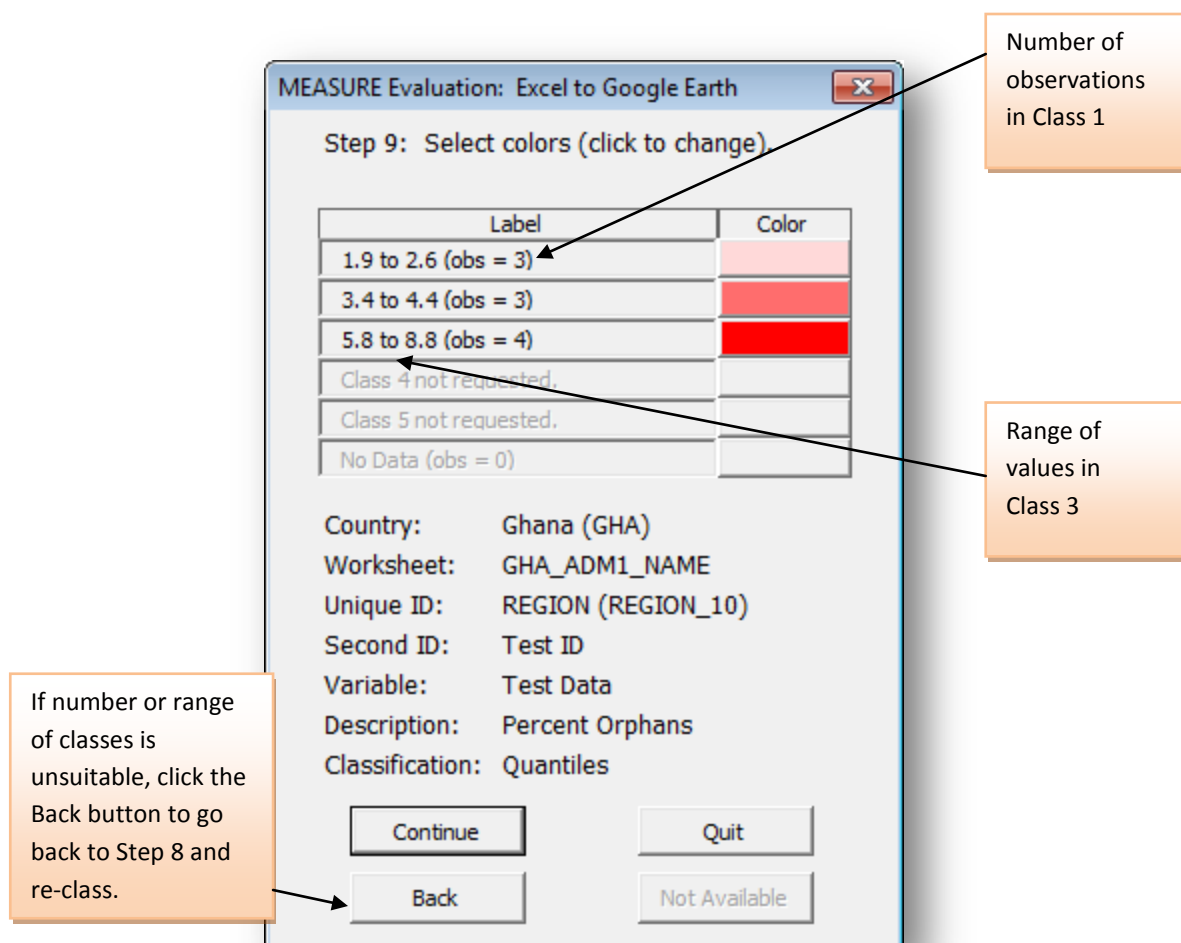 Number of
observations
in Class 1
MEASURE Evaluation: Excel to Google Earth
Step 9: Select colors (click to change).
Label Color
1.9 to 2.6 (obs = 3)
3.4 to 4.4 (obs = 3)
5.8 to 8.8 (obs = 4)
Class 4 not requested.
Class 5 not requested.
No Data (obs = 0)
Range of
values in
Class 3
Country: Ghana (GHA)
Worksheet: GHA_ADM1_NAME
Unique ID: REGION (REGION_10)
Second ID: Test ID
Variable: Test Data
Description: Percent Orphans
Classification: Quantiles
If number or range
of classes is
unsuitable, click the
Back button to go
back to Step 8 and
re-class.
Continue Quit
Back Not Available